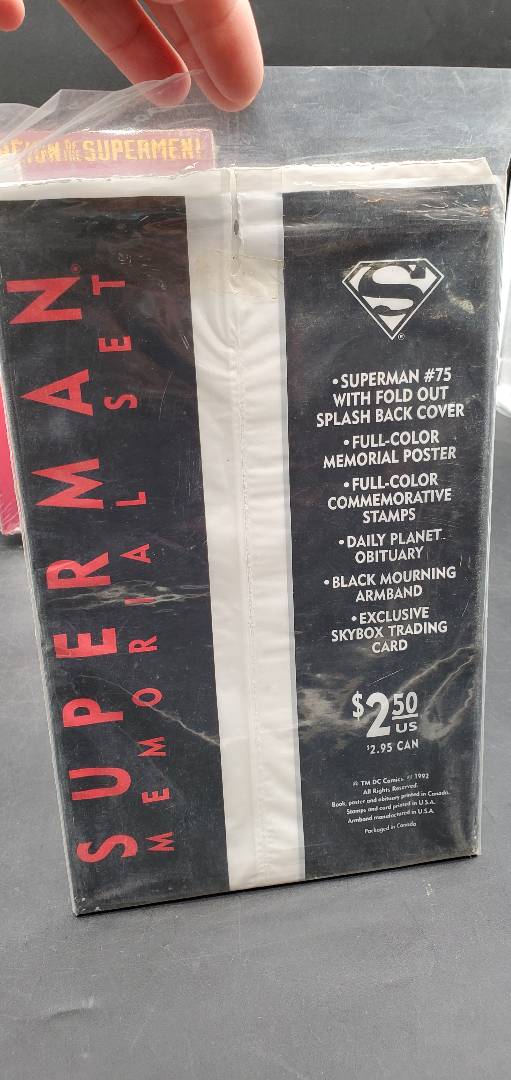 REIGN OF THE SUPERMEN!
SUPERMAN®
MEMORIAL SET
S
®
•SUPERMAN #75
WITH FOLD OUT
SPLASH BACK COVER
•FULL-COLOR
MEMORIAL POSTER
•FULL-COLOR
COMMEMORATIVE
STAMPS
•DAILY PLANET™
OBITUARY
•BLACK MOURNING
ARMBAND
•EXCLUSIVE
SKYBOX TRADING
CARD
$2.50
US
$2.95 CAN
TM DC Comics 1992
All Rights Reserved.
Book, poster and obituary printed in Canada.
Stamps and card printed in U.S.A.
Armband manufactured in U.S.A.
Packaged in Canada